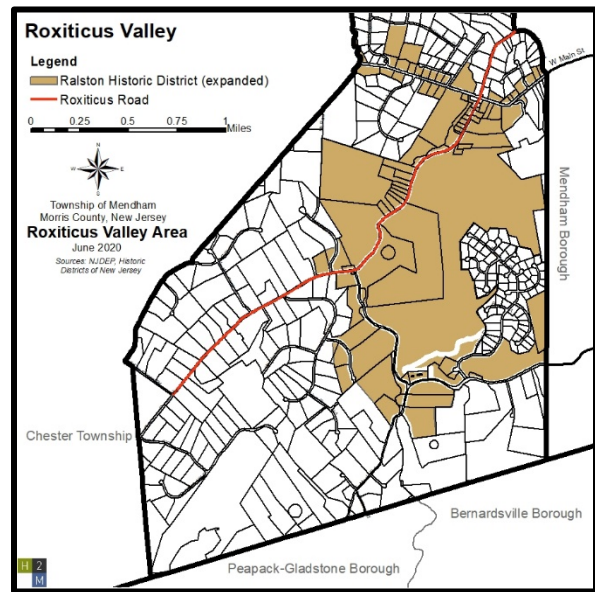 Roxiticus Valley
Legend
Ralston Historic District (expanded)
Roxiticus Road
0 0.25 0.5 0.75 1
Miles
N
W E
S
Township of Mendham
Morris County, New Jersey
Roxiticus Valley Area
June 2020
Sources: NJDEP, Historic
Districts of New Jersey
W Main St
Mendham Borough
Chester Township
Bernardsville Borough
Peapack-Gladstone Borough
H 2
M